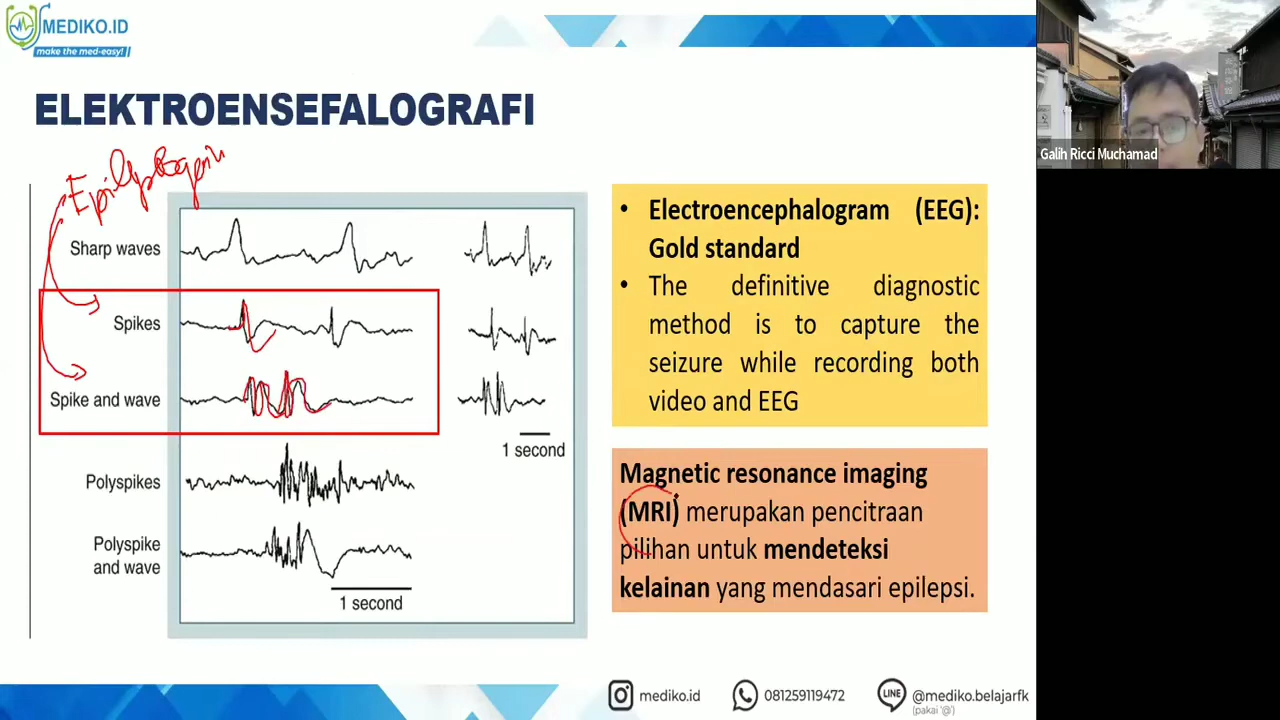 MEDIKO.ID
make the med-easy!
ELEKTROENSEFALOGRAFI
Sharp waves
Spikes
Spike and wave
1 second
Polyspikes
Polyspike
and wave
1 second
• Electroencephalogram (EEG):
Gold standard
• The definitive diagnostic
method is to capture the
seizure while recording both
video and EEG
Magnetic resonance imaging
(MRI) merupakan pencitraan
pilihan untuk mendeteksi
kelainan yang mendasari epilepsi.
Galih Ricci Muchamad
mediko.id
081259119472
LINE
@mediko.belajarfk
(pakai '@')